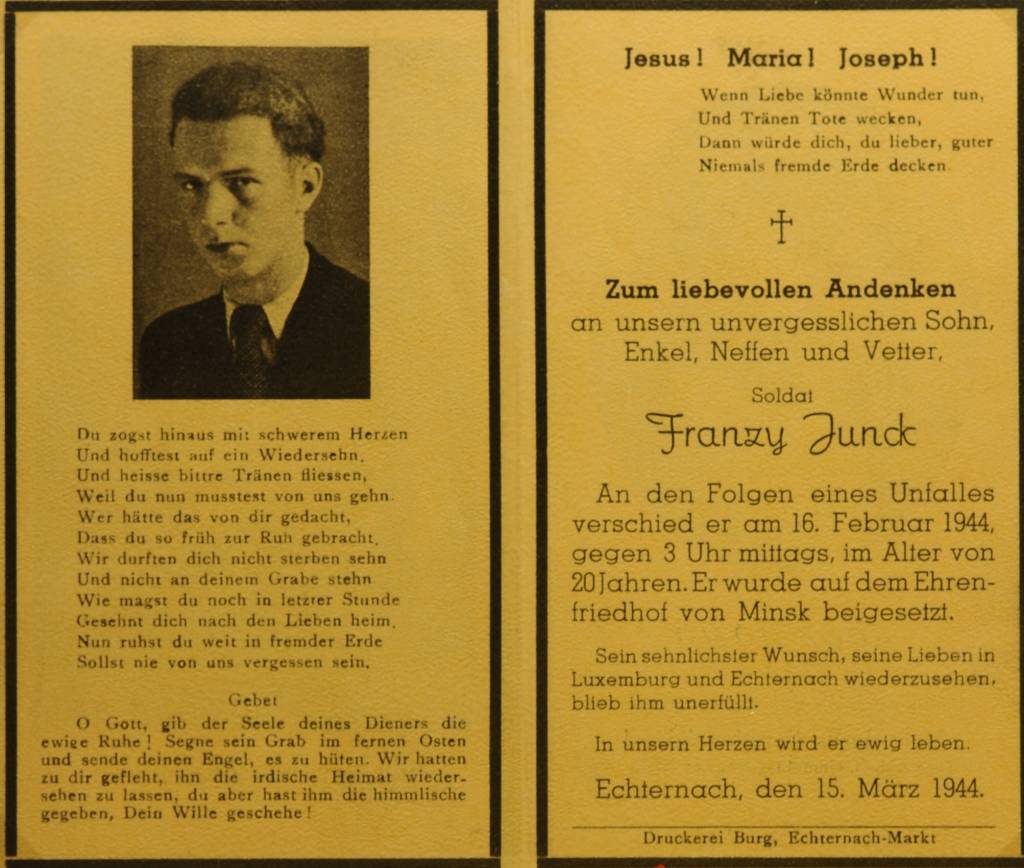 Du zogst hinaus mit schwerem Herzen
Und hofftest auf ein Wiedersehn,
Und heisse bittre Tränen fliessen,
Weil du nun musstest von uns gehn.
Wer hätte das von dir gedacht,
Dass du so früh zur Ruh gebracht,
Wir durften dich nicht sterben sehn
Und nicht an deinem Grabe stehn
Wie magst du noch in letzter Stunde
Gesehnt dich nach den Lieben heim,
Nun ruhst du weit in fremder Erde
Sollst nie von uns vergessen sein.
Gebet
O Gott, gib der Seele deines Dieners die
ewige Ruhe! Segne sein Grab im fernen Osten
und sende deinen Engel, es zu hüten. Wir hatten
zu dir gefleht, ihn die irdische Heimat wieder-
sehen zu lassen, du aber hast ihm die himmlische
gegeben, Dein Wille geschehe!
Jesus! Maria! Joseph!
Wenn Liebe könnte Wunder tun,
Und Tränen Tote wecken,
Dann würde dich, du lieber, guter
Niemals fremde Erde decken.
Zum liebevollen Andenken
an unsern unvergesslichen Sohn,
Enkel, Neffen und Vetter,
Soldat
Franzy Junck
An den Folgen eines Unfalles
verschied er am 16. Februar 1944,
gegen 3 Uhr mittags, im Alter von
20 Jahren. Er wurde auf dem Ehren-
friedhof von Minsk beigesetzt.
Sein sehnlichster Wunsch, seine Lieben in
Luxemburg und Echternach wiederzusehen,
blieb ihm unerfüllt.
In unsern Herzen wird er ewig leben.
Echternach, den 15. März 1944.
Druckerei Burg, Echternach-Markt